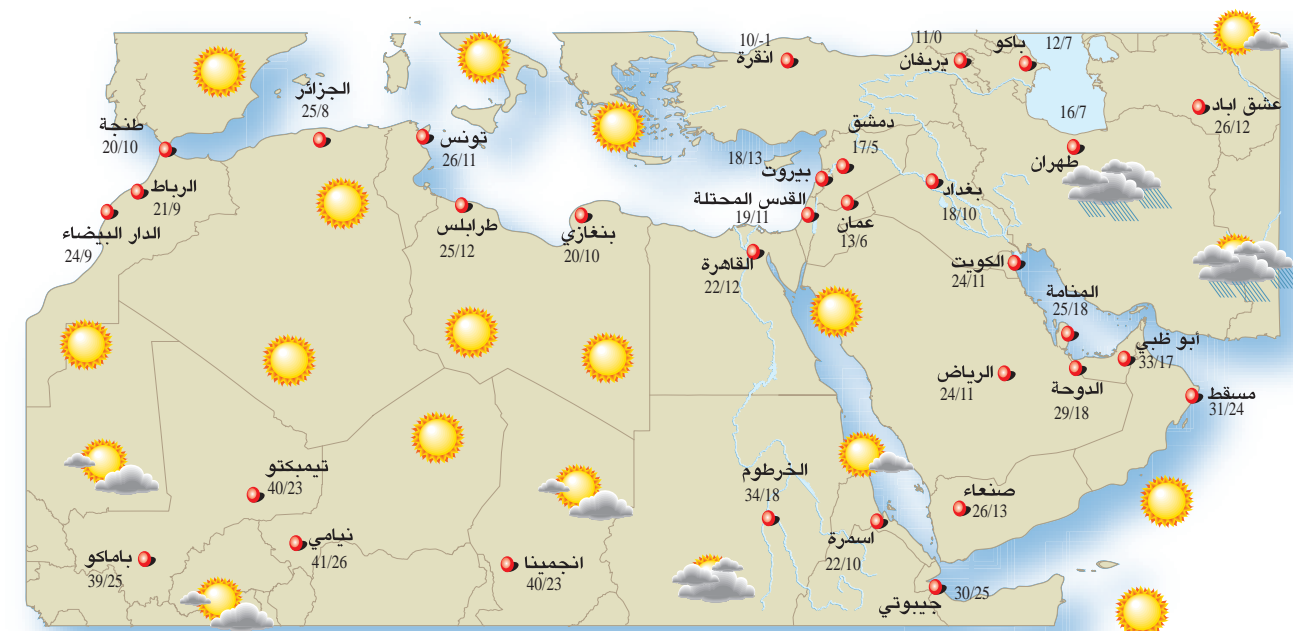 10/-1
انقرة
11/0
يريفان
باكو
12/7
16/7
عشق اباد
26/12
طهران
الجزائر
25/8
طنجة
20/10
تونس
26/11
دمشق
17/5
18/13
بيروت
بغداد
18/10
الرباط
21/9
الدار البيضاء
24/9
طرابلس
25/12
بنغازي
20/10
القدس المحتلة
19/11
عمان
13/6
القاهرة
22/12
الكويت
24/11
المنامة
25/18
أبو ظبي
33/17
الرياض
24/11
الدوحة
29/18
مسقط
31/24
تيمبكتو
40/23
الخرطوم
34/18
صنعاء
26/13
نيامي
41/26
باماكو
39/25
انجمينا
40/23
اسمرة
22/10
جيبوتي
30/25